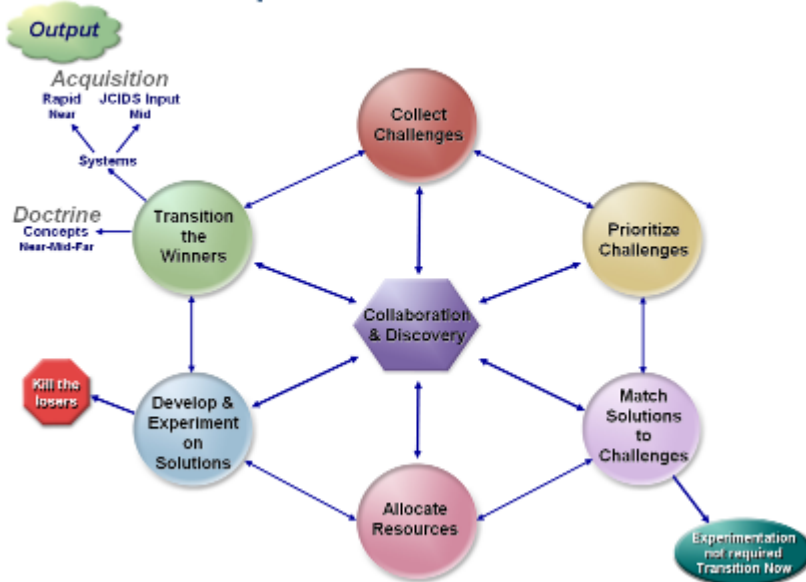 Output
Acquisition
Rapid JCIDS Input
Near Mid
Systems
Doctrine
Concepts
Near-Mid-Far
Collect
Challenges
Transition
the
Winners
Prioritize
Challenges
Collaboration
& Discovery
Kill the
losers
Develop &
Experiment
on
Solutions
Match
Solutions
to
Challenges
Allocate
Resources
Experimentation
not required
Transition Now